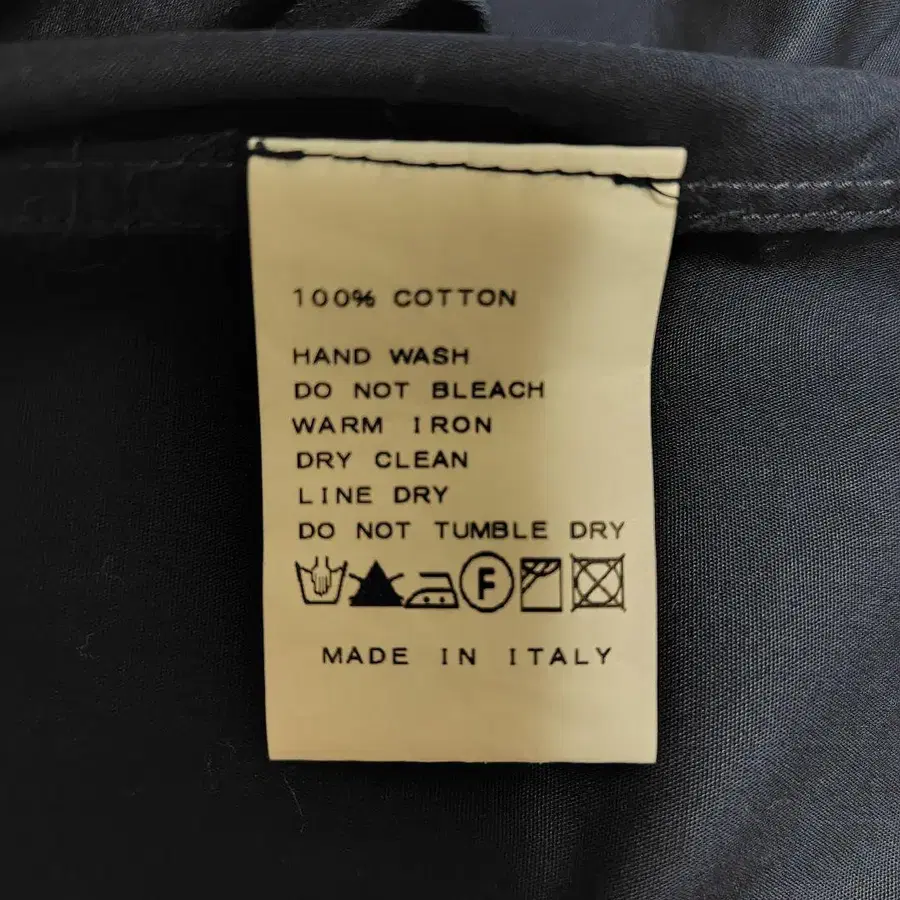 100% COTTON
HAND WASH
DO NOT BLEACH
WARM IRON
DRY CLEAN
LINE DRY
DO NOT TUMBLE DRY
F
MADE IN ITALY